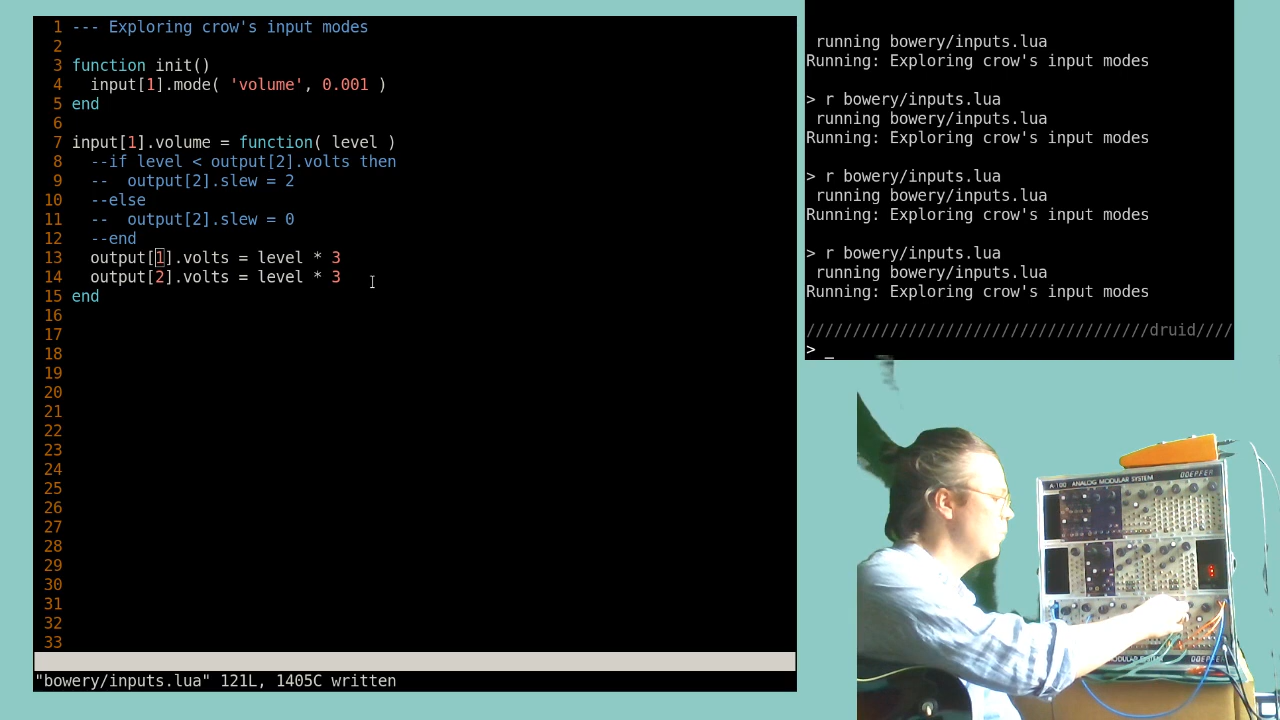 1 --- Exploring crow's input modes
2
3 function init()
4   input[1].mode( 'volume', 0.001 )
5 end
6
7 input[1].volume = function( level )
8   --if level < output[2].volts then
9   --  output[2].slew = 2
10   --else
11   --  output[2].slew = 0
12   --end
13   output[1].volts = level * 3
14   output[2].volts = level * 3
15 end
16
17
18
19
20
21
22
23
24
25
26
27
28
29
30
31
32
33
"bowery/inputs.lua" 121L, 1405C written
running bowery/inputs.lua
Running: Exploring crow's input modes
> r bowery/inputs.lua
running bowery/inputs.lua
Running: Exploring crow's input modes
> r bowery/inputs.lua
running bowery/inputs.lua
Running: Exploring crow's input modes
> r bowery/inputs.lua
running bowery/inputs.lua
Running: Exploring crow's input modes
/////////////////////////////////////druid////
> _
A-100 ANALOG MODULAR SYSTEM DOEPFER
MODULAR SYSTEM DOEPFER